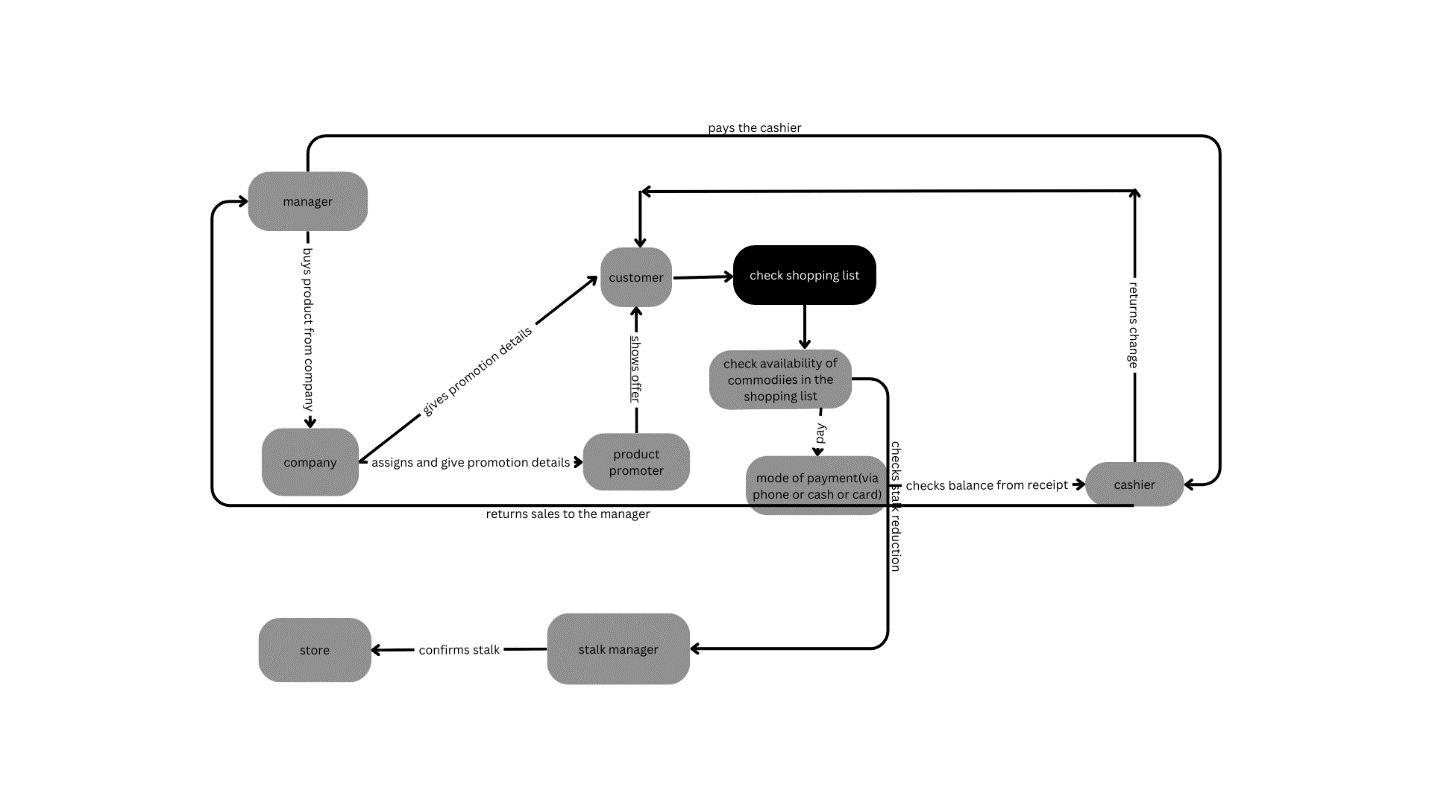 pays the cashier
manager
customer
check shopping list
buys product from company
returns change
gives promotion details
shows offer
check availability of
commodiies in the
shopping list
pay
company
assigns and give promotion details
product
promoter
mode of payment(via
phone or cash or card)
checks stalk reduction
checks balance from receipt
cashier
returns sales to the manager
store
confirms stalk
stalk manager